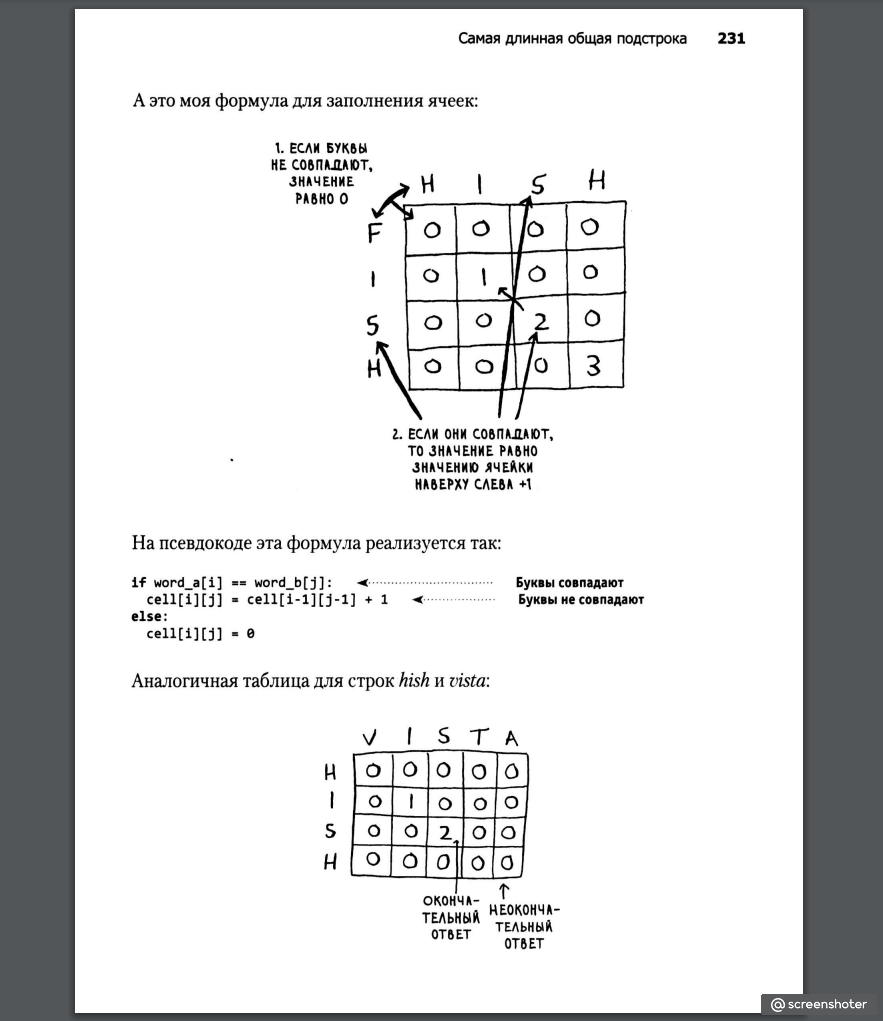 Самая длинная общая подстрока 231
А это моя формула для заполнения ячеек:
1. ЕСЛИ БУКВЫ
НЕ СОВПАДАЮТ,
ЗНАЧЕНИЕ
РАВНО 0
H I S H
F 0 0 0 0
I 0 1 0 0
S 0 0 2 0
H 0 0 0 3
2. ЕСЛИ ОНИ СОВПАДАЮТ,
ТО ЗНАЧЕНИЕ РАВНО
ЗНАЧЕНИЮ ЯЧЕЙКИ
НАВЕРХУ СЛЕВА +1
На псевдокоде эта формула реализуется так:
if word_a[i] == word_b[j]: Буквы совпадают
cell[i][j] = cell[i-1][j-1] + 1 Буквы не совпадают
else:
cell[i][j] = 0
Аналогичная таблица для строк hish и vista:
V I S T A
H 0 0 0 0 0
I 0 1 0 0 0
S 0 0 2 0 0
H 0 0 0 0 0
ОКОНЧА-
ТЕЛЬНЫЙ
ОТВЕТ
НЕОКОНЧА-
ТЕЛЬНЫЙ
ОТВЕТ
@screenshoter